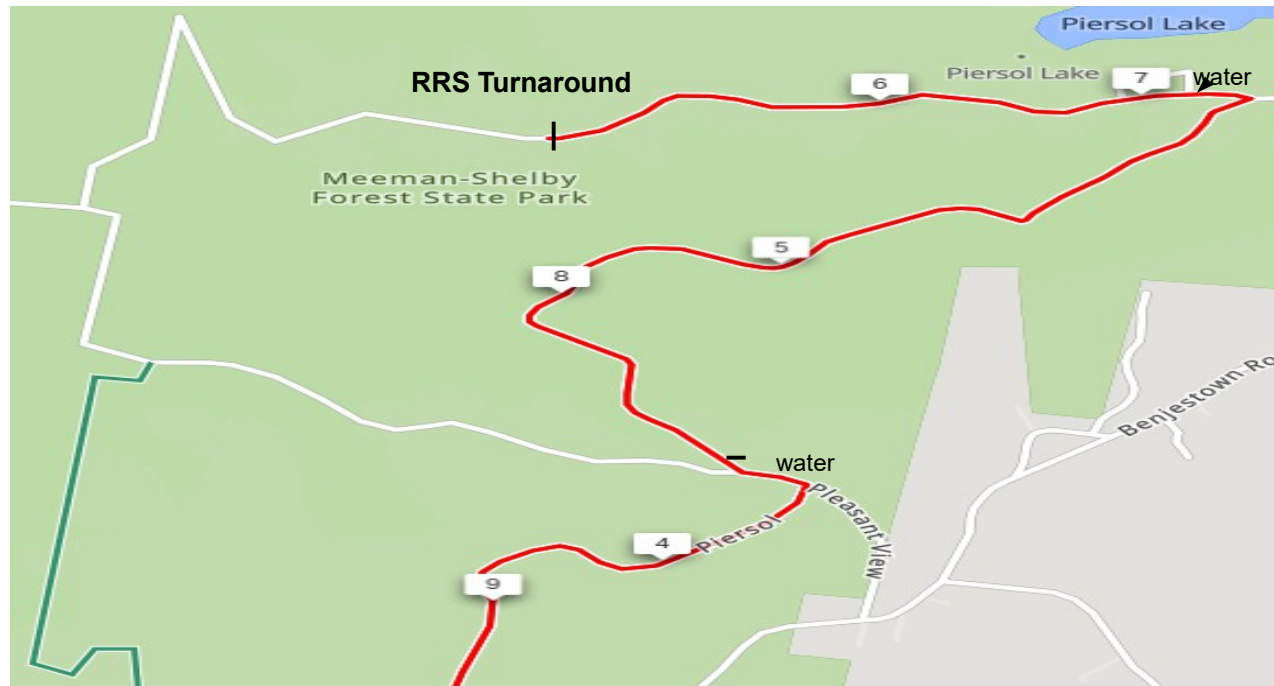 Piersol Lake
RRS Turnaround
6
Piersol Lake
7
water
Meeman-Shelby
Forest State Park
5
8
Benjestown Ro
water
Pleasant View
Piersol
4
9